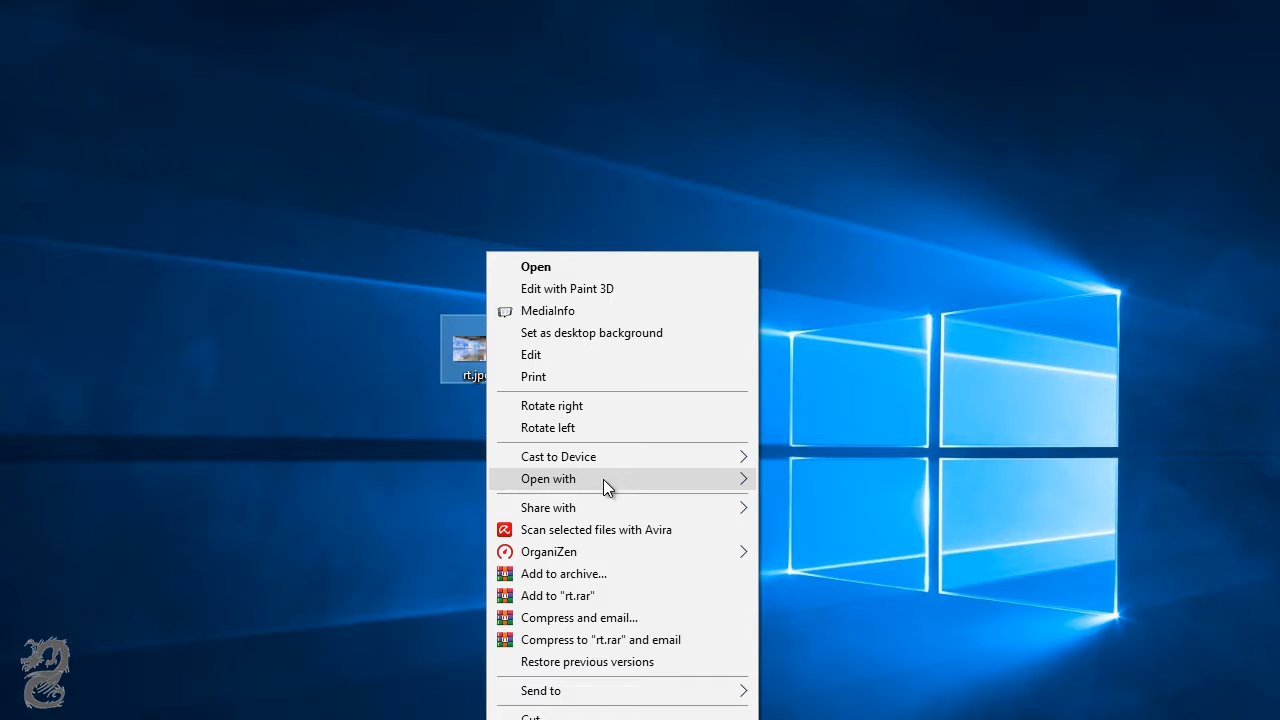 Open
Edit with Paint 3D
MediaInfo
Set as desktop background
rt.jp
Edit
Print
Rotate right
Rotate left
Cast to Device
Open with
Share with
Scan selected files with Avira
OrganiZen
Add to archive...
Add to "rt.rar"
Compress and email...
Compress to "rt.rar" and email
Restore previous versions
Send to
Cut